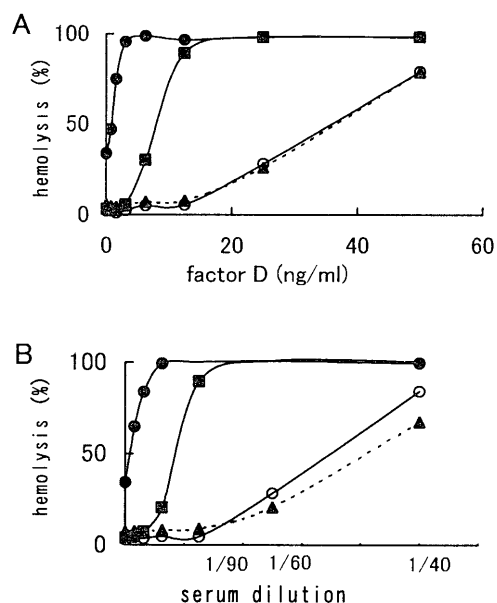 A
100
50
0
hemolysis (%)
0 20 40 60
factor D (ng/ml)
B
100
50
0
hemolysis (%)
1/90 1/60 1/40
serum dilution